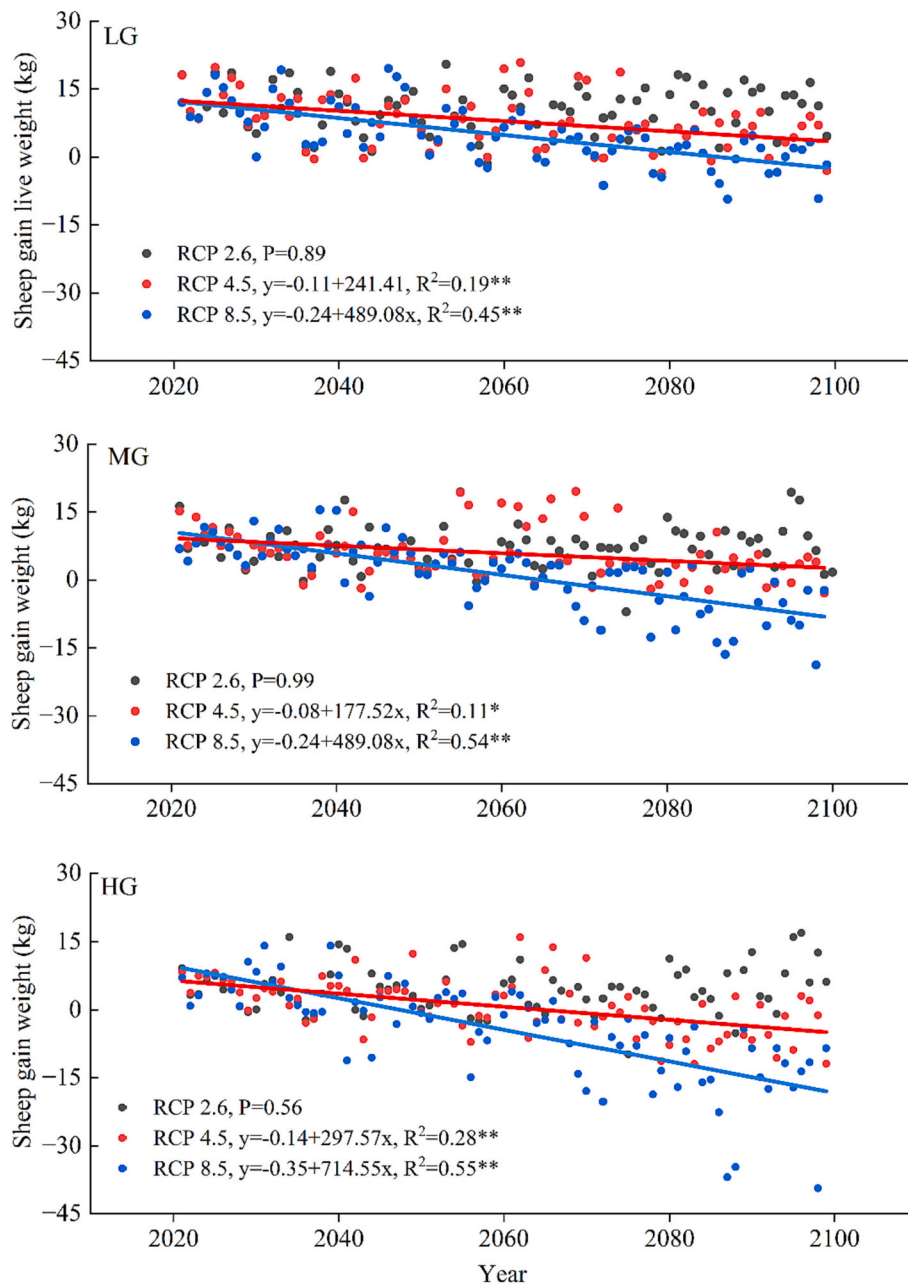 LG
Sheep gain live weight (kg)
30
15
0
−15
−30
−45
RCP 2.6, P=0.89
RCP 4.5, y=-0.11+241.41, R²=0.19**
RCP 8.5, y=-0.24+489.08x, R²=0.45**
2020 2040 2060 2080 2100
MG
Sheep gain weight (kg)
30
15
0
−15
−30
−45
RCP 2.6, P=0.99
RCP 4.5, y=-0.08+177.52x, R²=0.11*
RCP 8.5, y=-0.24+489.08x, R²=0.54**
2020 2040 2060 2080 2100
HG
Sheep gain weight (kg)
30
15
0
−15
−30
−45
RCP 2.6, P=0.56
RCP 4.5, y=-0.14+297.57x, R²=0.28**
RCP 8.5, y=-0.35+714.55x, R²=0.55**
2020 2040 2060 2080 2100
Year